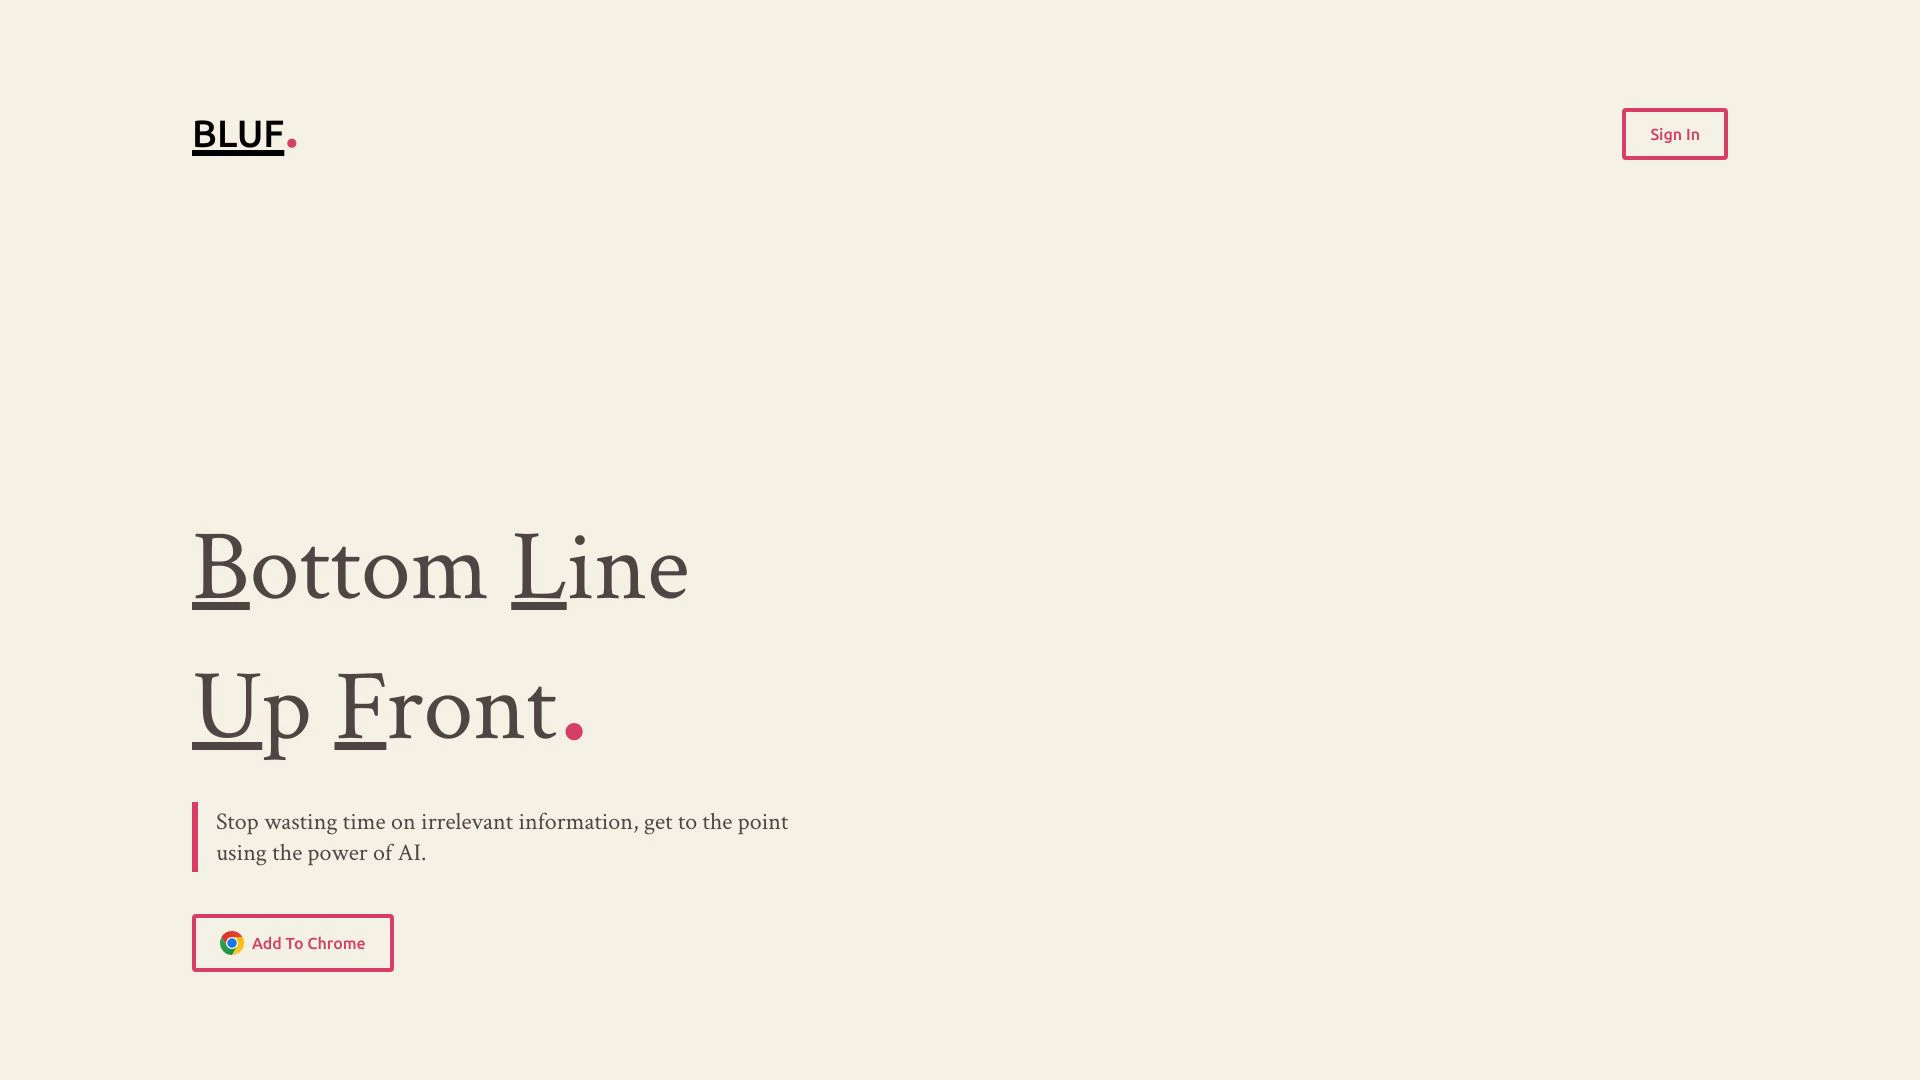 BLUF.
Sign In
Bottom Line
Up Front.
Stop wasting time on irrelevant information, get to the point
using the power of AI.
Add To Chrome